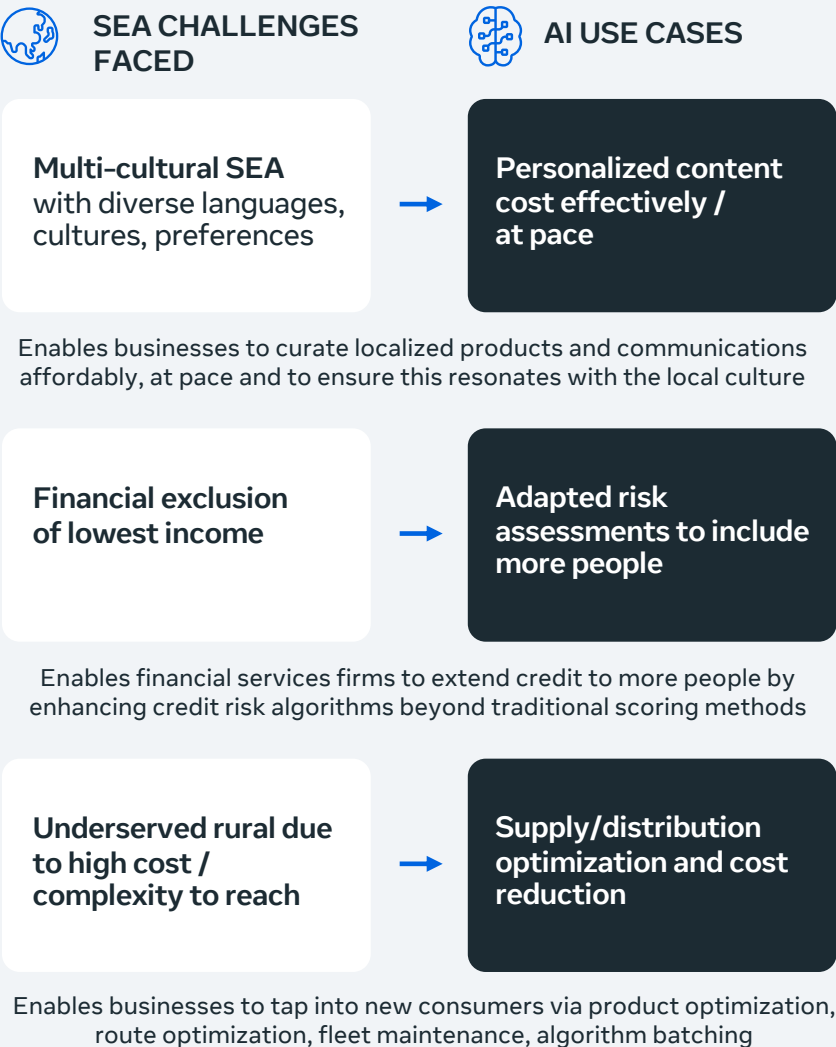 SEA CHALLENGES
FACED
AI USE CASES
Multi-cultural SEA
with diverse languages,
cultures, preferences
Personalized content
cost effectively /
at pace
Enables businesses to curate localized products and communications
affordably, at pace and to ensure this resonates with the local culture
Financial exclusion
of lowest income
Adapted risk
assessments to include
more people
Enables financial services firms to extend credit to more people by
enhancing credit risk algorithms beyond traditional scoring methods
Underserved rural due
to high cost /
complexity to reach
Supply/distribution
optimization and cost
reduction
Enables businesses to tap into new consumers via product optimization,
route optimization, fleet maintenance, algorithm batching